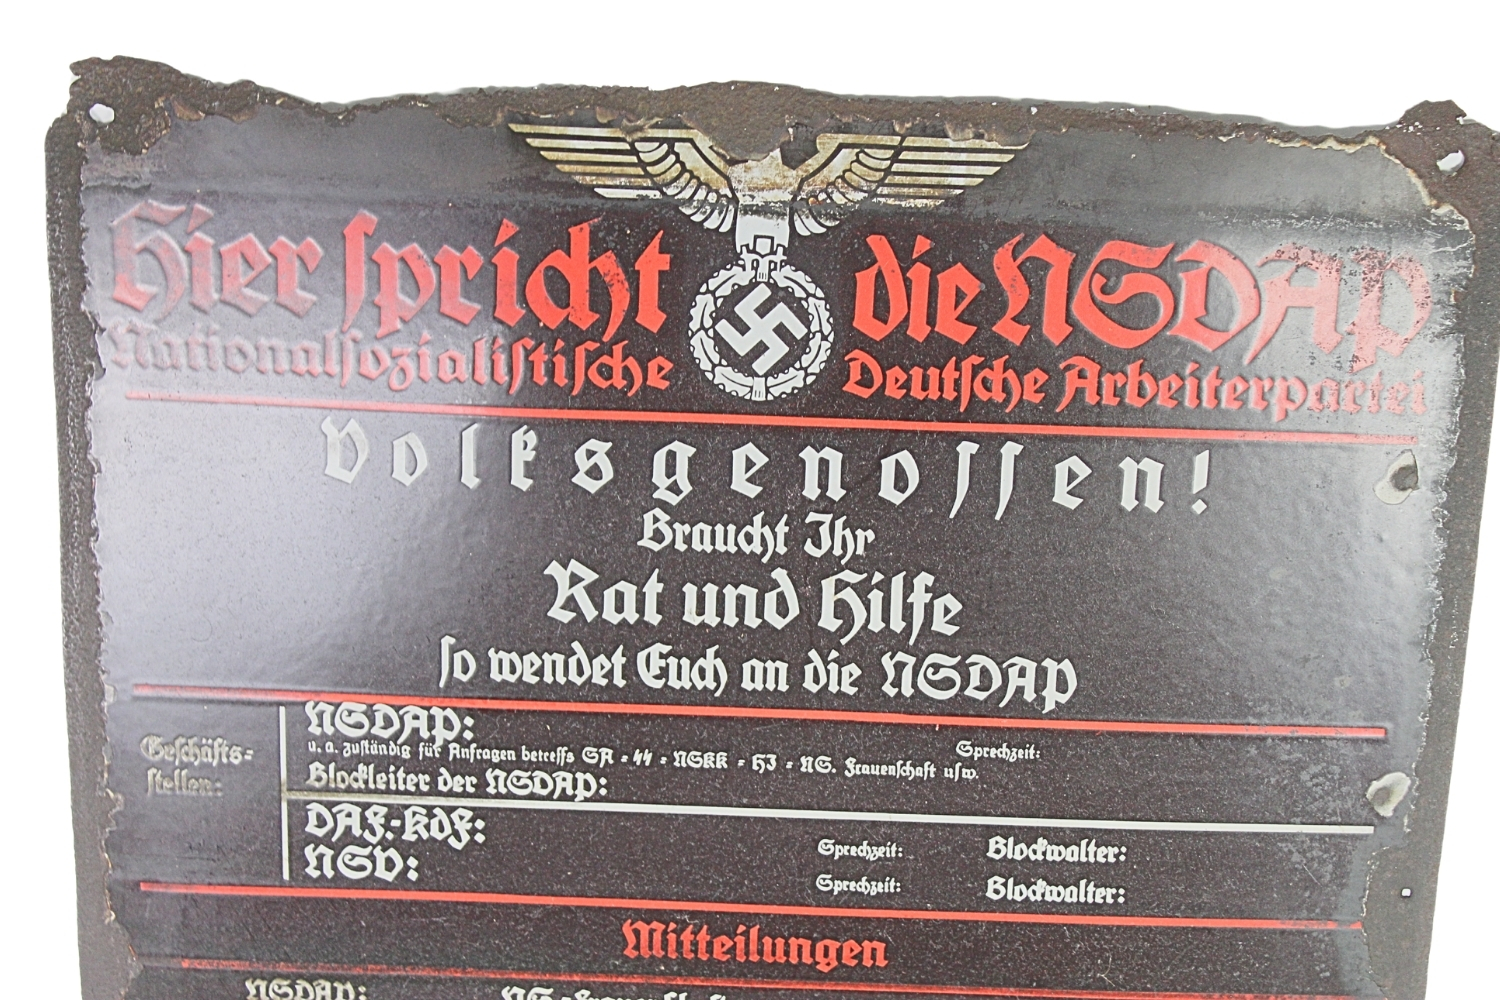 Hier spricht die NSDAP
Nationalsozialistische Deutsche Arbeiterpartei
Volksgenossen!
Braucht Ihr
Rat und Hilfe
so wendet Euch an die NSDAP
Geschäfts-
stellen:
NSDAP:
u. a. zuständig für Anfragen betreffs SA - SS - NSKK - HJ - NS. Frauenschaft usw. Sprechzeit:
Blockleiter der NSDAP:
DAF.-KDF: Sprechzeit: Blockwalter:
NSV: Sprechzeit: Blockwalter:
Mitteilungen
NSDAP: NS.-Frauenschaft